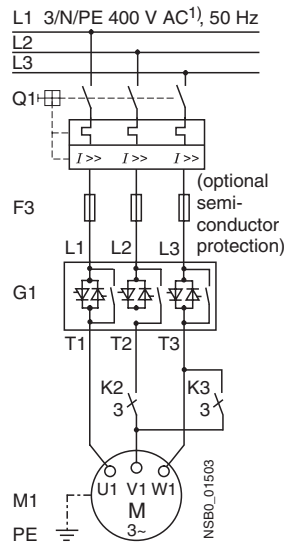 L1 3/N/PE 400 V AC1), 50 Hz
L2
L3
Q1
I >> I >> I >>
(optional
semi-
conductor
protection)
F3
L1 L2 L3
G1
T1 T2 T3
K2 K3
3 3
U1 V1 W1
M1 M
3~
PE
NSB0_01503